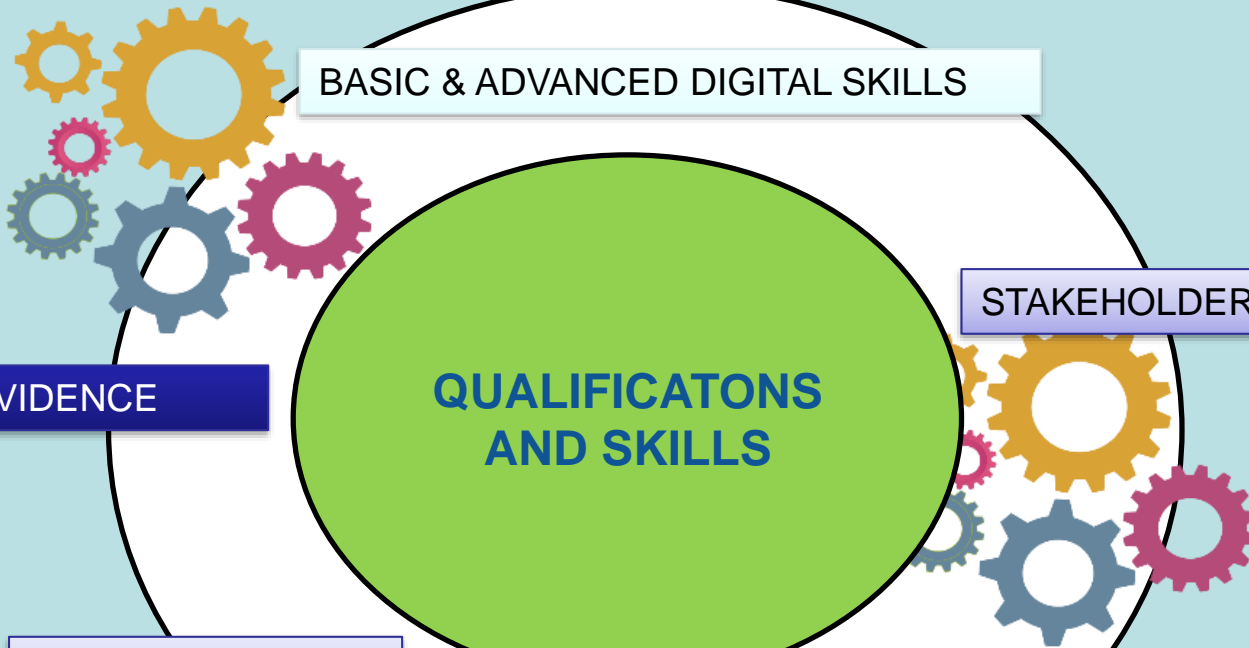 BASIC & ADVANCED DIGITAL SKILLS
STAKEHOLDER
VIDENCE
QUALIFICATONS
AND SKILLS